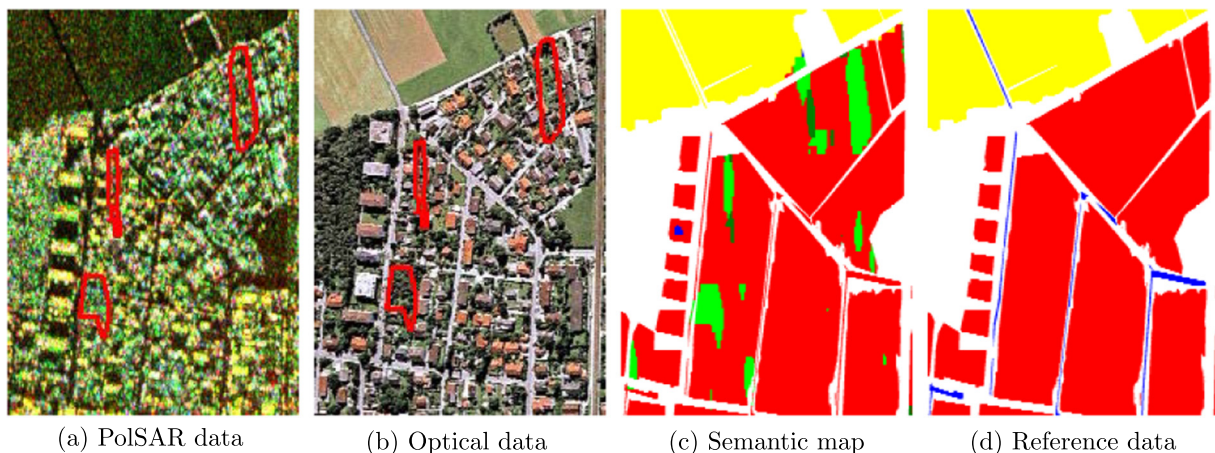 (a) PolSAR data
(b) Optical data
(c) Semantic map
(d) Reference data